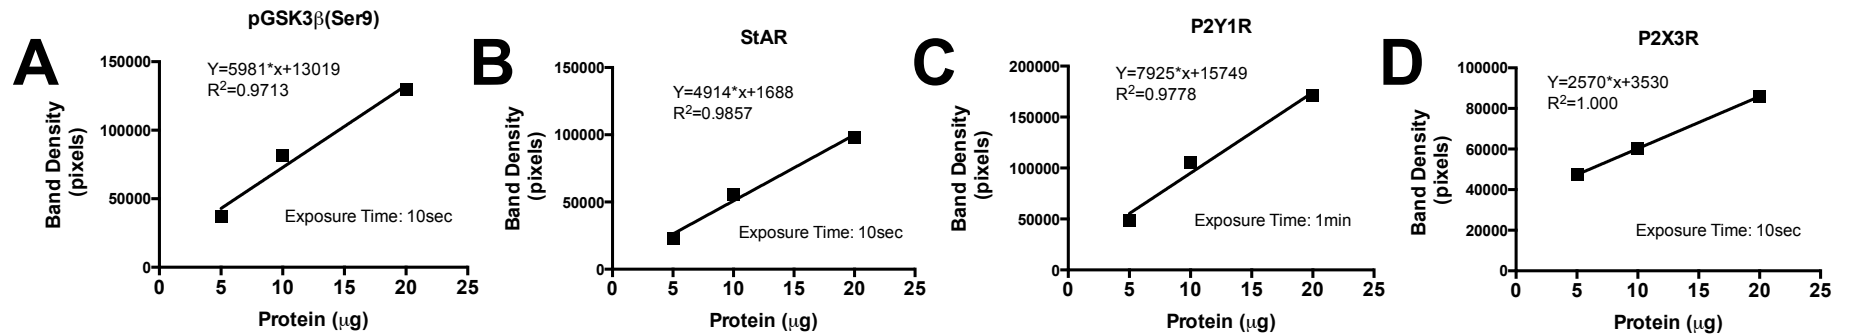 A
pGSK3β(Ser9)
Y=5981*x+13019
R2=0.9713
Exposure Time: 10sec
Band Density
(pixels)
150000
100000
50000
0
0 5 10 15 20 25
Protein (μg)
B
StAR
Y=4914*x+1688
R2=0.9857
Exposure Time: 10sec
Band Density
(pixels)
150000
100000
50000
0
0 5 10 15 20 25
Protein (μg)
C
P2Y1R
Y=7925*x+15749
R2=0.9778
Exposure Time: 1min
Band Density
(pixels)
200000
150000
100000
50000
0
0 5 10 15 20 25
Protein (μg)
D
P2X3R
Y=2570*x+3530
R2=1.000
Exposure Time: 10sec
Band Density
(pixels)
100000
80000
60000
40000
20000
0
0 5 10 15 20 25
Protein (μg)